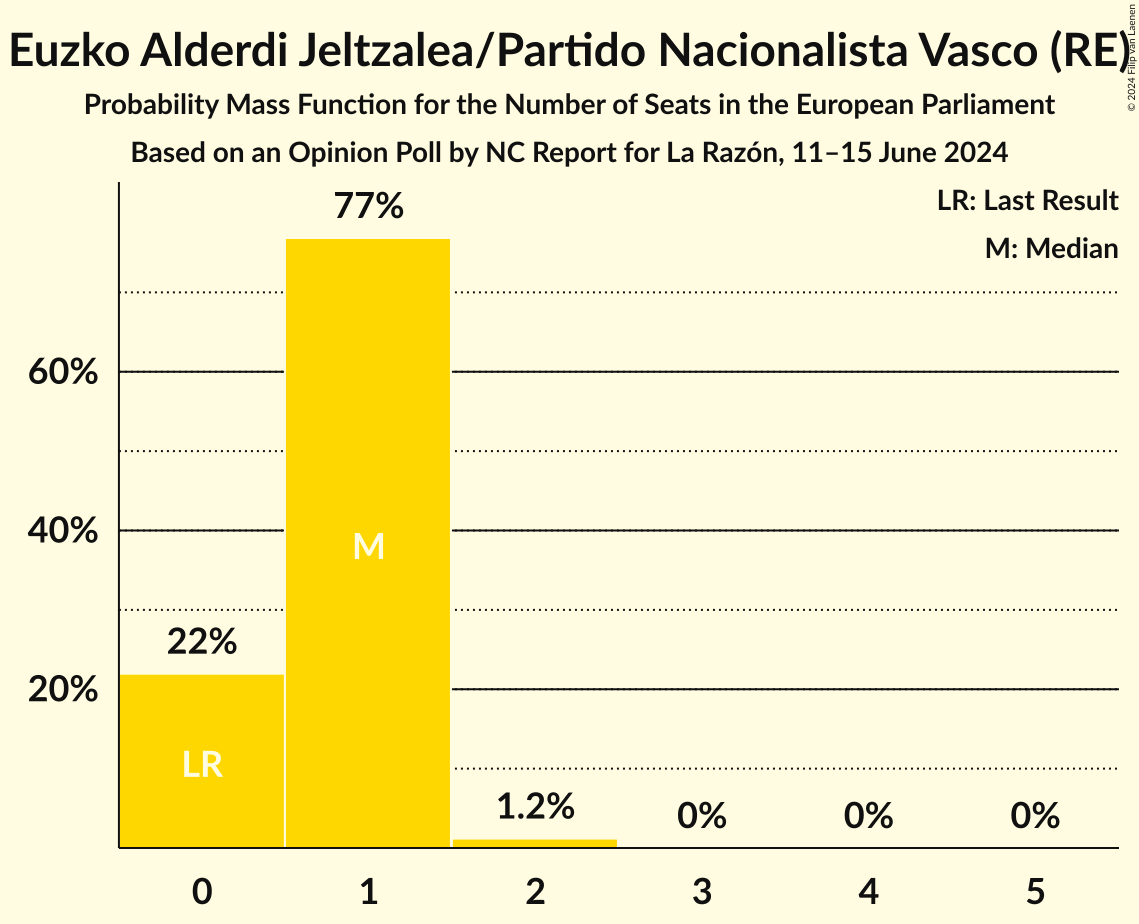 Euzko Alderdi Jeltzalea/Partido Nacionalista Vasco (RE)
© 2024 Filip van Laenen
Probability Mass Function for the Number of Seats in the European Parliament
Based on an Opinion Poll by NC Report for La Razón, 11–15 June 2024
LR: Last Result
M: Median
77%
60%
M
40%
22%
20%
LR
1.2%
0%
0%
0%
0
1
2
3
4
5